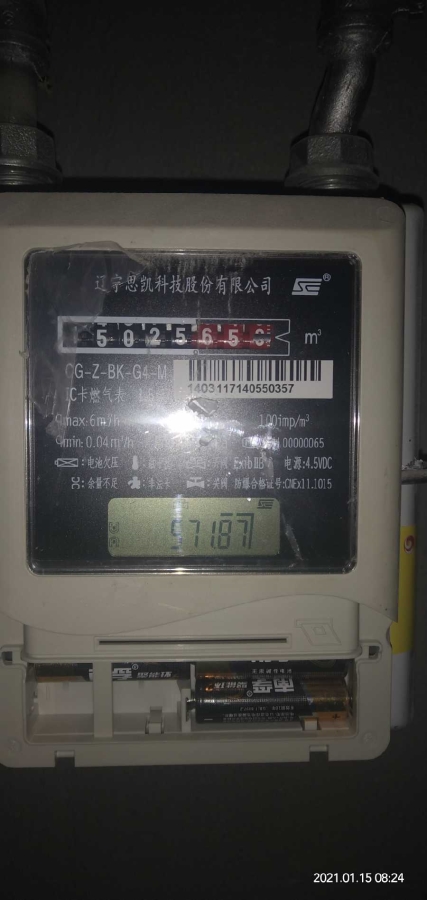 辽宁思凯科技股份有限公司 ®
5025653 m³
CG-Z-BK-G4-M
1403117140550357
IC卡燃气表
qmax:6m³/h 100imp/m³
qmin:0.04m³/h 00000065
:电池欠压 ExibⅡB 电源:4.5VDC
:余量不足 :关阀 防爆合格证号:CNEx11.1015
571.87
2021.01.15 08:24